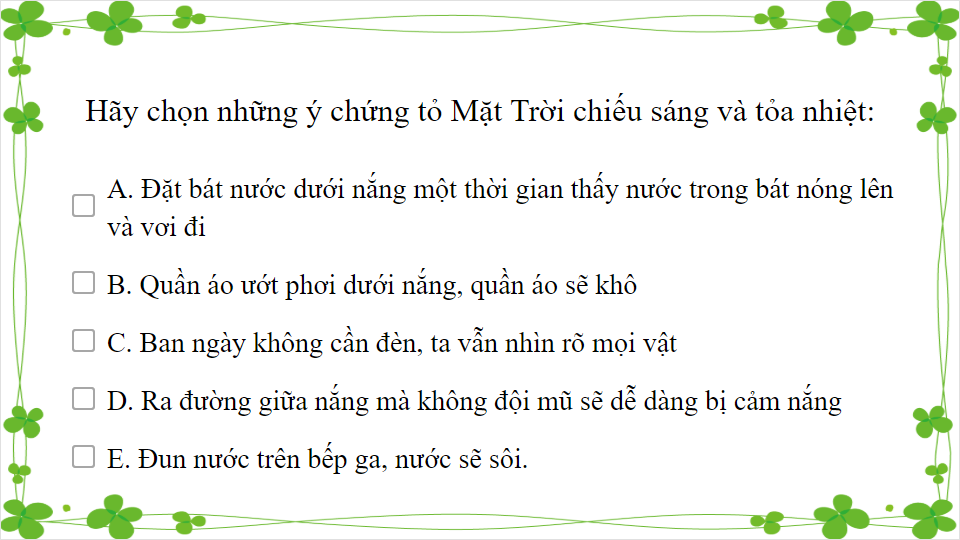 Hãy chọn những ý chứng tỏ Mặt Trời chiếu sáng và tỏa nhiệt:
A. Đặt bát nước dưới nắng một thời gian thấy nước trong bát nóng lên
và vơi đi
B. Quần áo ướt phơi dưới nắng, quần áo sẽ khô
C. Ban ngày không cần đèn, ta vẫn nhìn rõ mọi vật
D. Ra đường giữa nắng mà không đội mũ sẽ dễ dàng bị cảm nắng
E. Đun nước trên bếp ga, nước sẽ sôi.